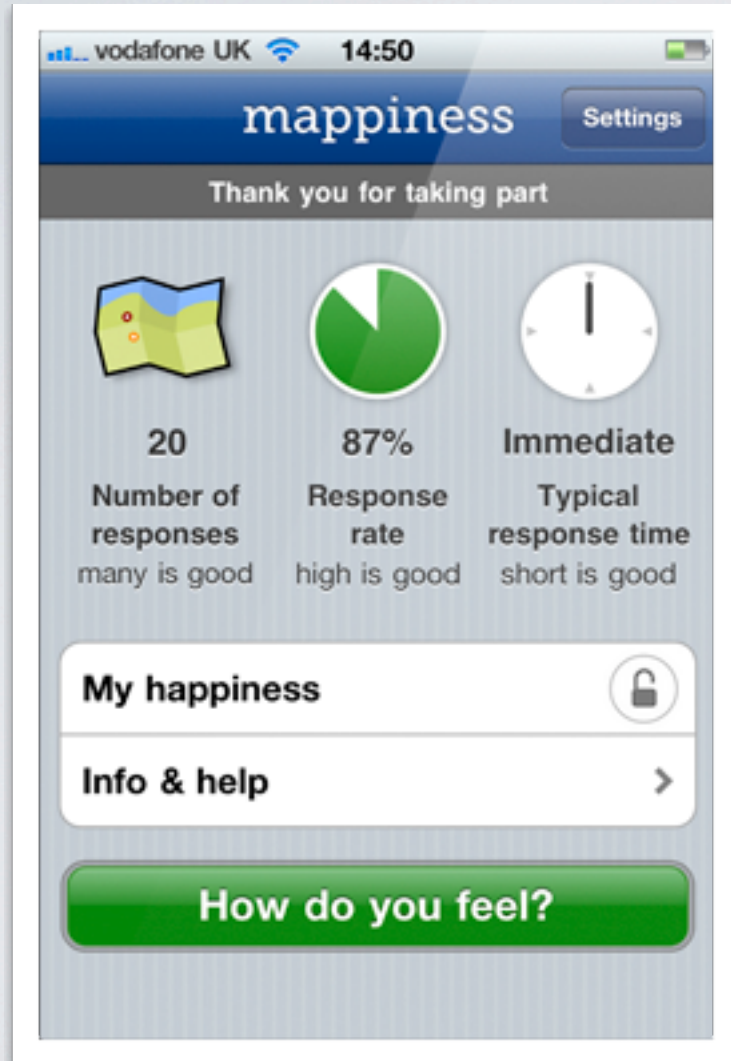 vodafone UK 14:50
mappiness Settings
Thank you for taking part
20 87% Immediate
Number of Response Typical
responses rate response time
many is good high is good short is good
My happiness
Info & help
How do you feel?